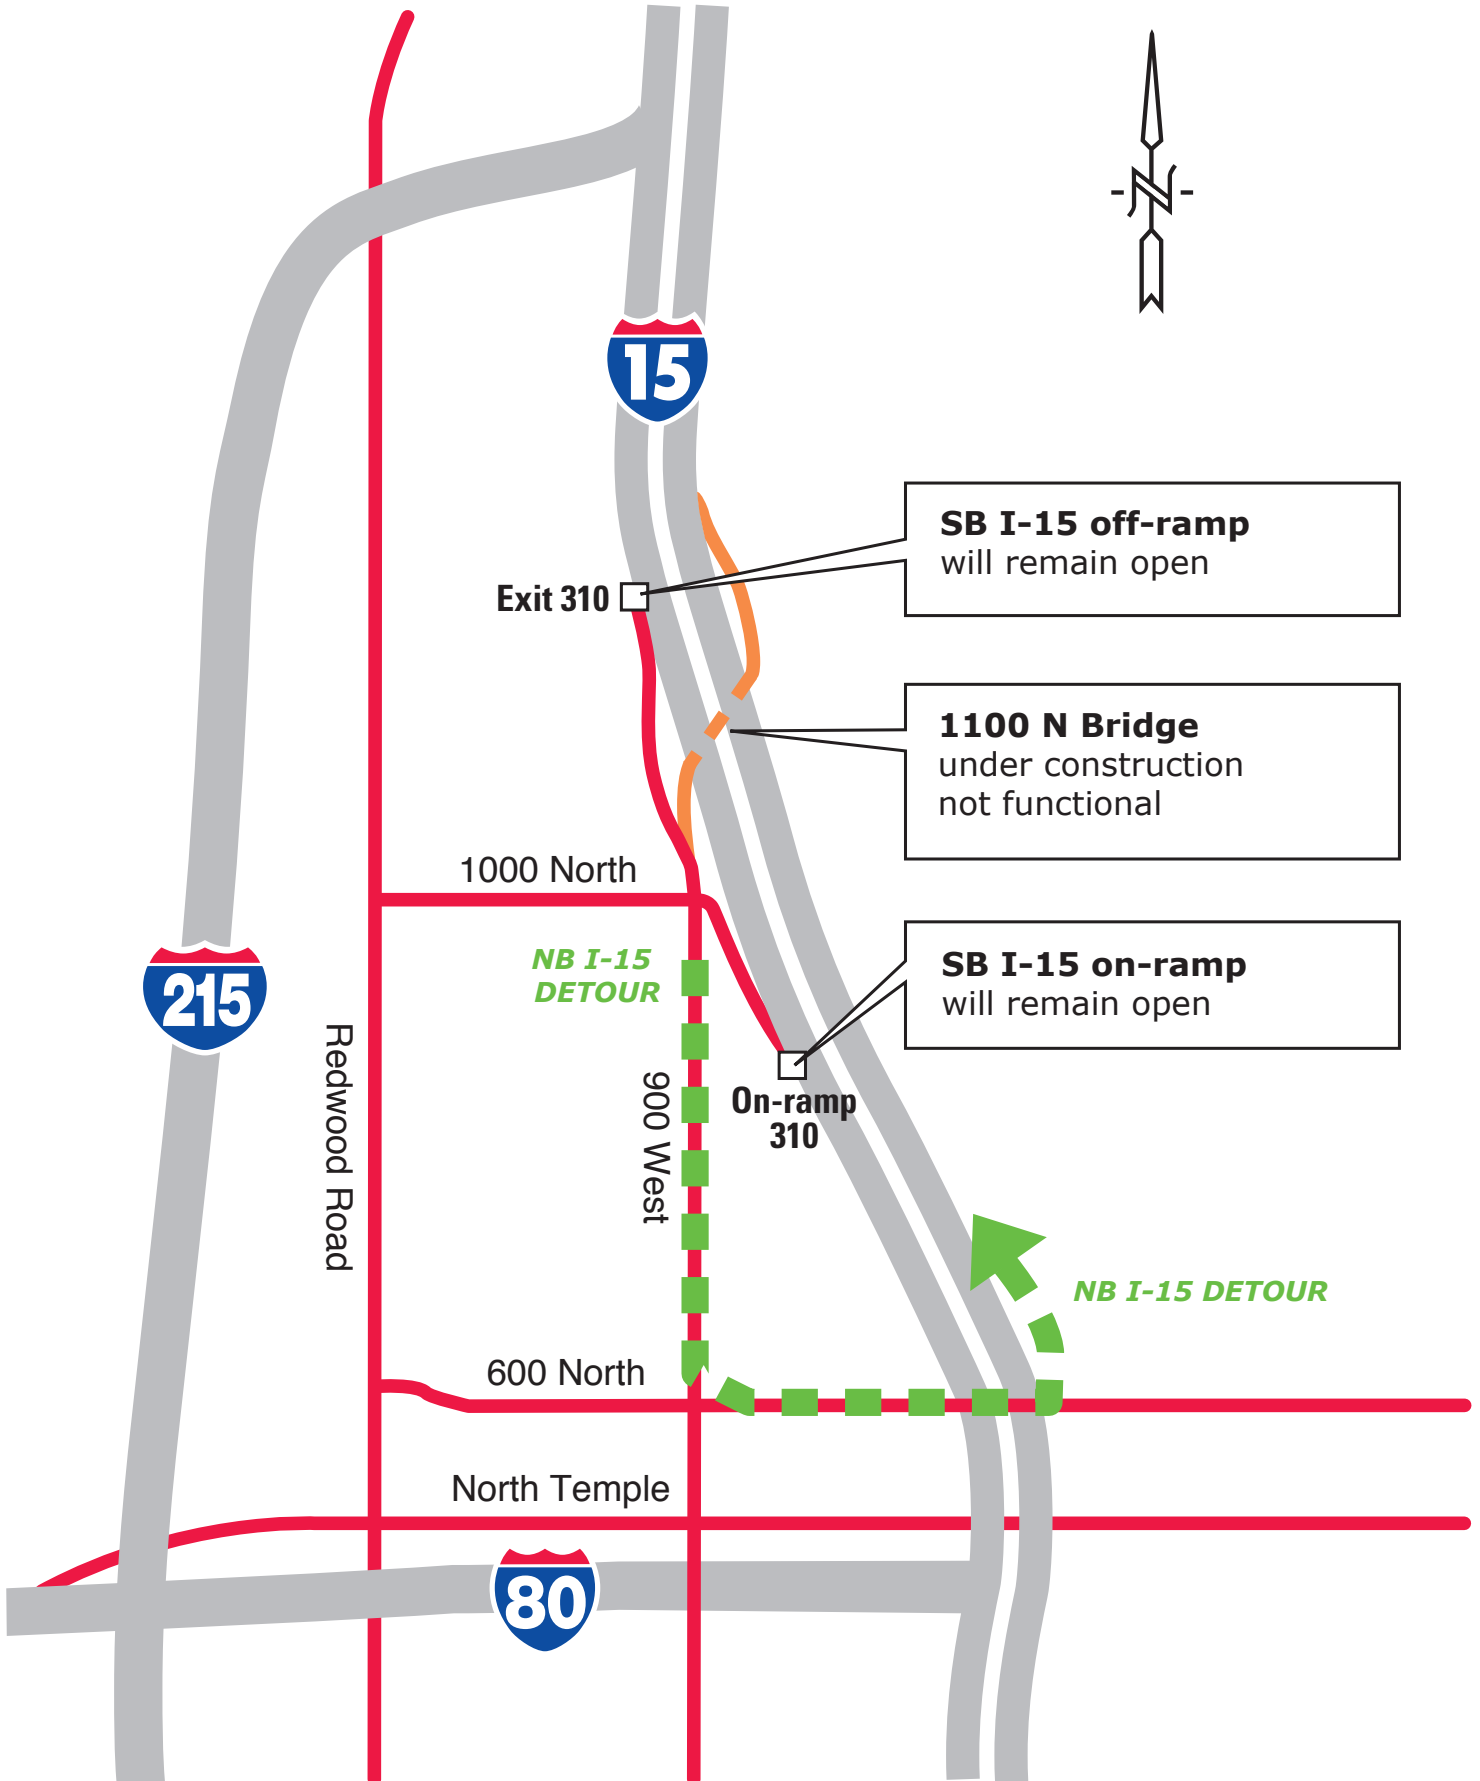 N
15
SB I-15 off-ramp
will remain open
Exit 310
1100 N Bridge
under construction
not functional
1000 North
SB I-15 on-ramp
will remain open
NB I-15
DETOUR
215
Redwood Road
900 West
On-ramp
310
NB I-15 DETOUR
600 North
North Temple
80